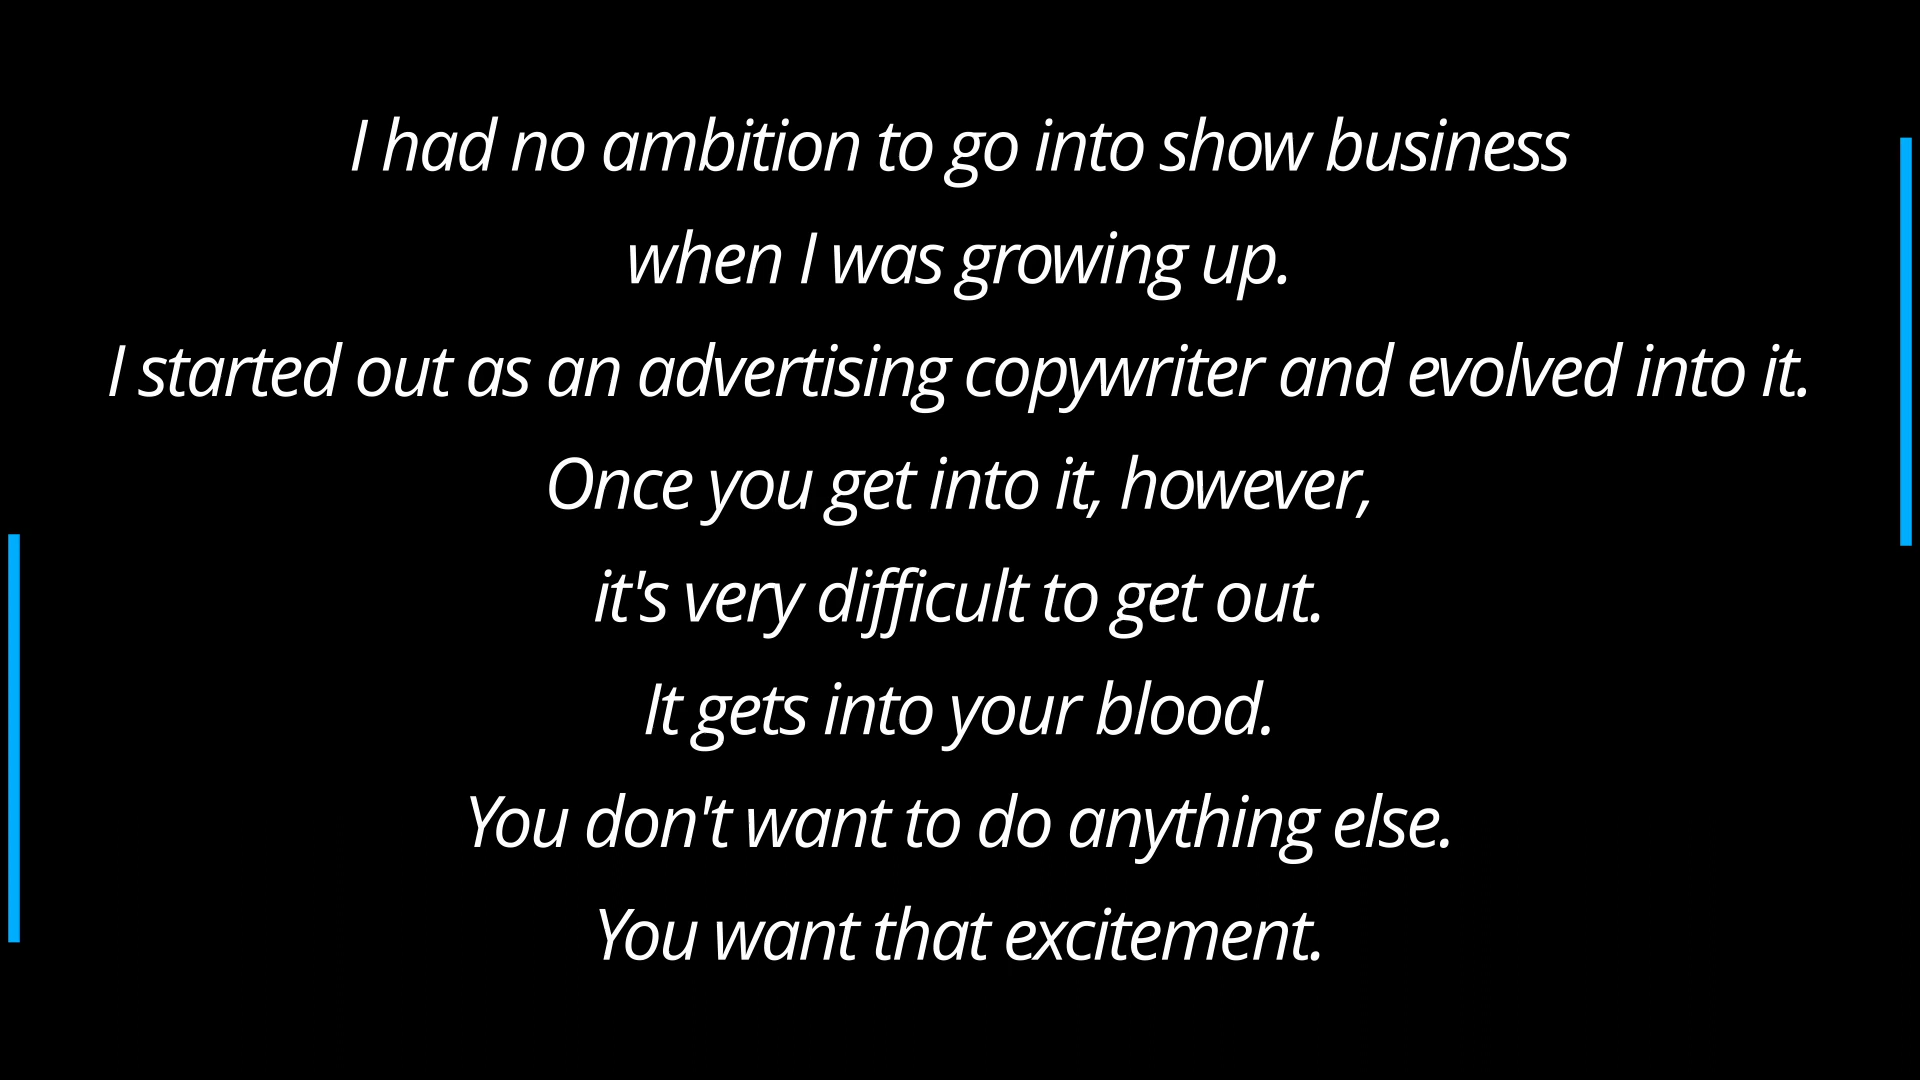 I had no ambition to go into show business
when I was growing up.
I started out as an advertising copywriter and evolved into it.
Once you get into it, however,
it's very difficult to get out.
It gets into your blood.
You don't want to do anything else.
You want that excitement.